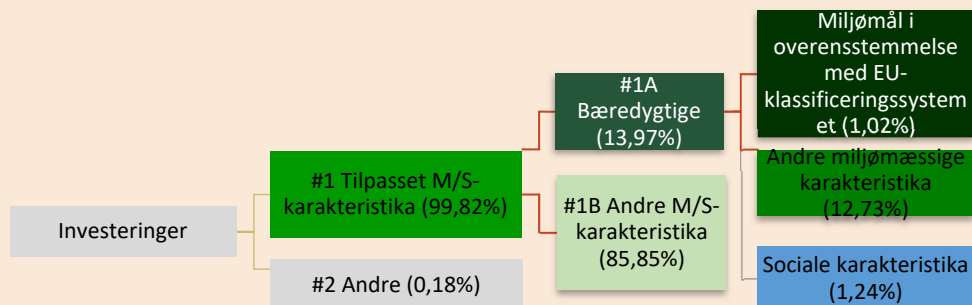 Investeringer
#1 Tilpasset M/S-
karakteristika (99,82%)
#2 Andre (0,18%)
#1A
Bæredygtige
(13,97%)
#1B Andre M/S-
karakteristika
(85,85%)
Miljømål i
overensstemmelse
med EU-
klassificeringssystem
et (1,02%)
Andre miljømæssige
karakteristika
(12,73%)
Sociale karakteristika
(1,24%)